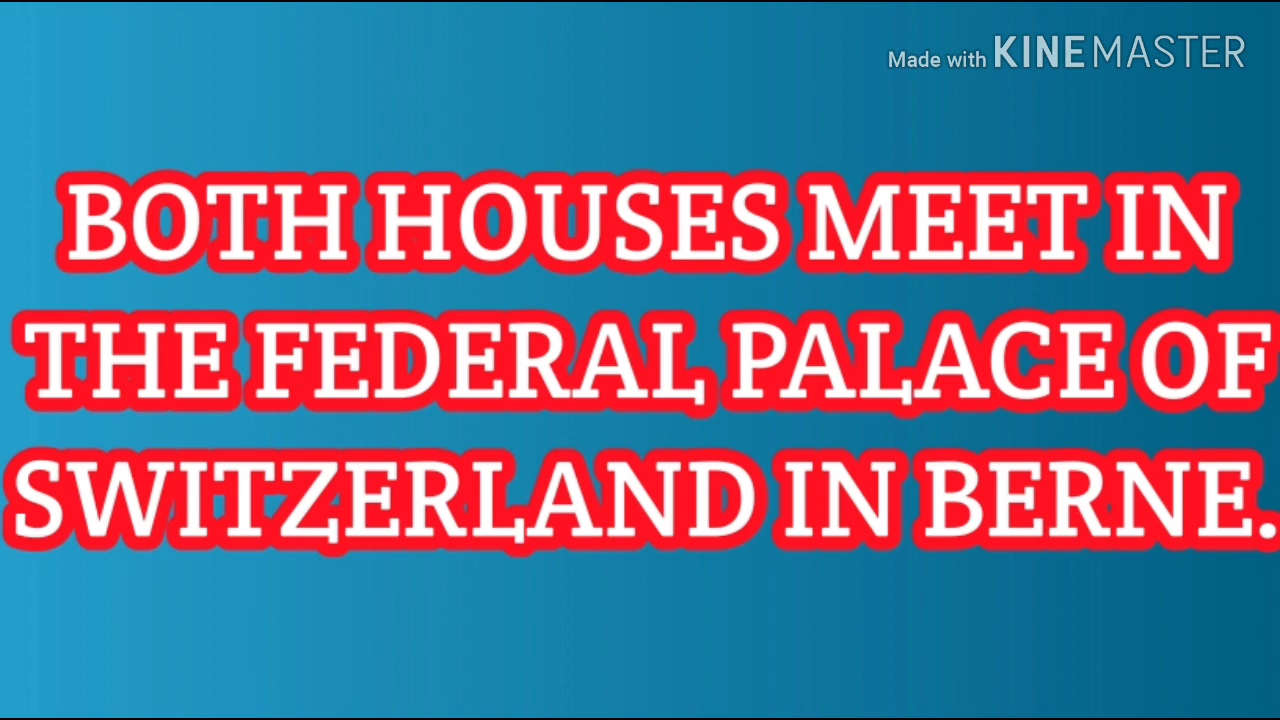 Made with KINEMASTER
BOTH HOUSES MEET IN
THE FEDERAL PALACE OF
SWITZERLAND IN BERNE.